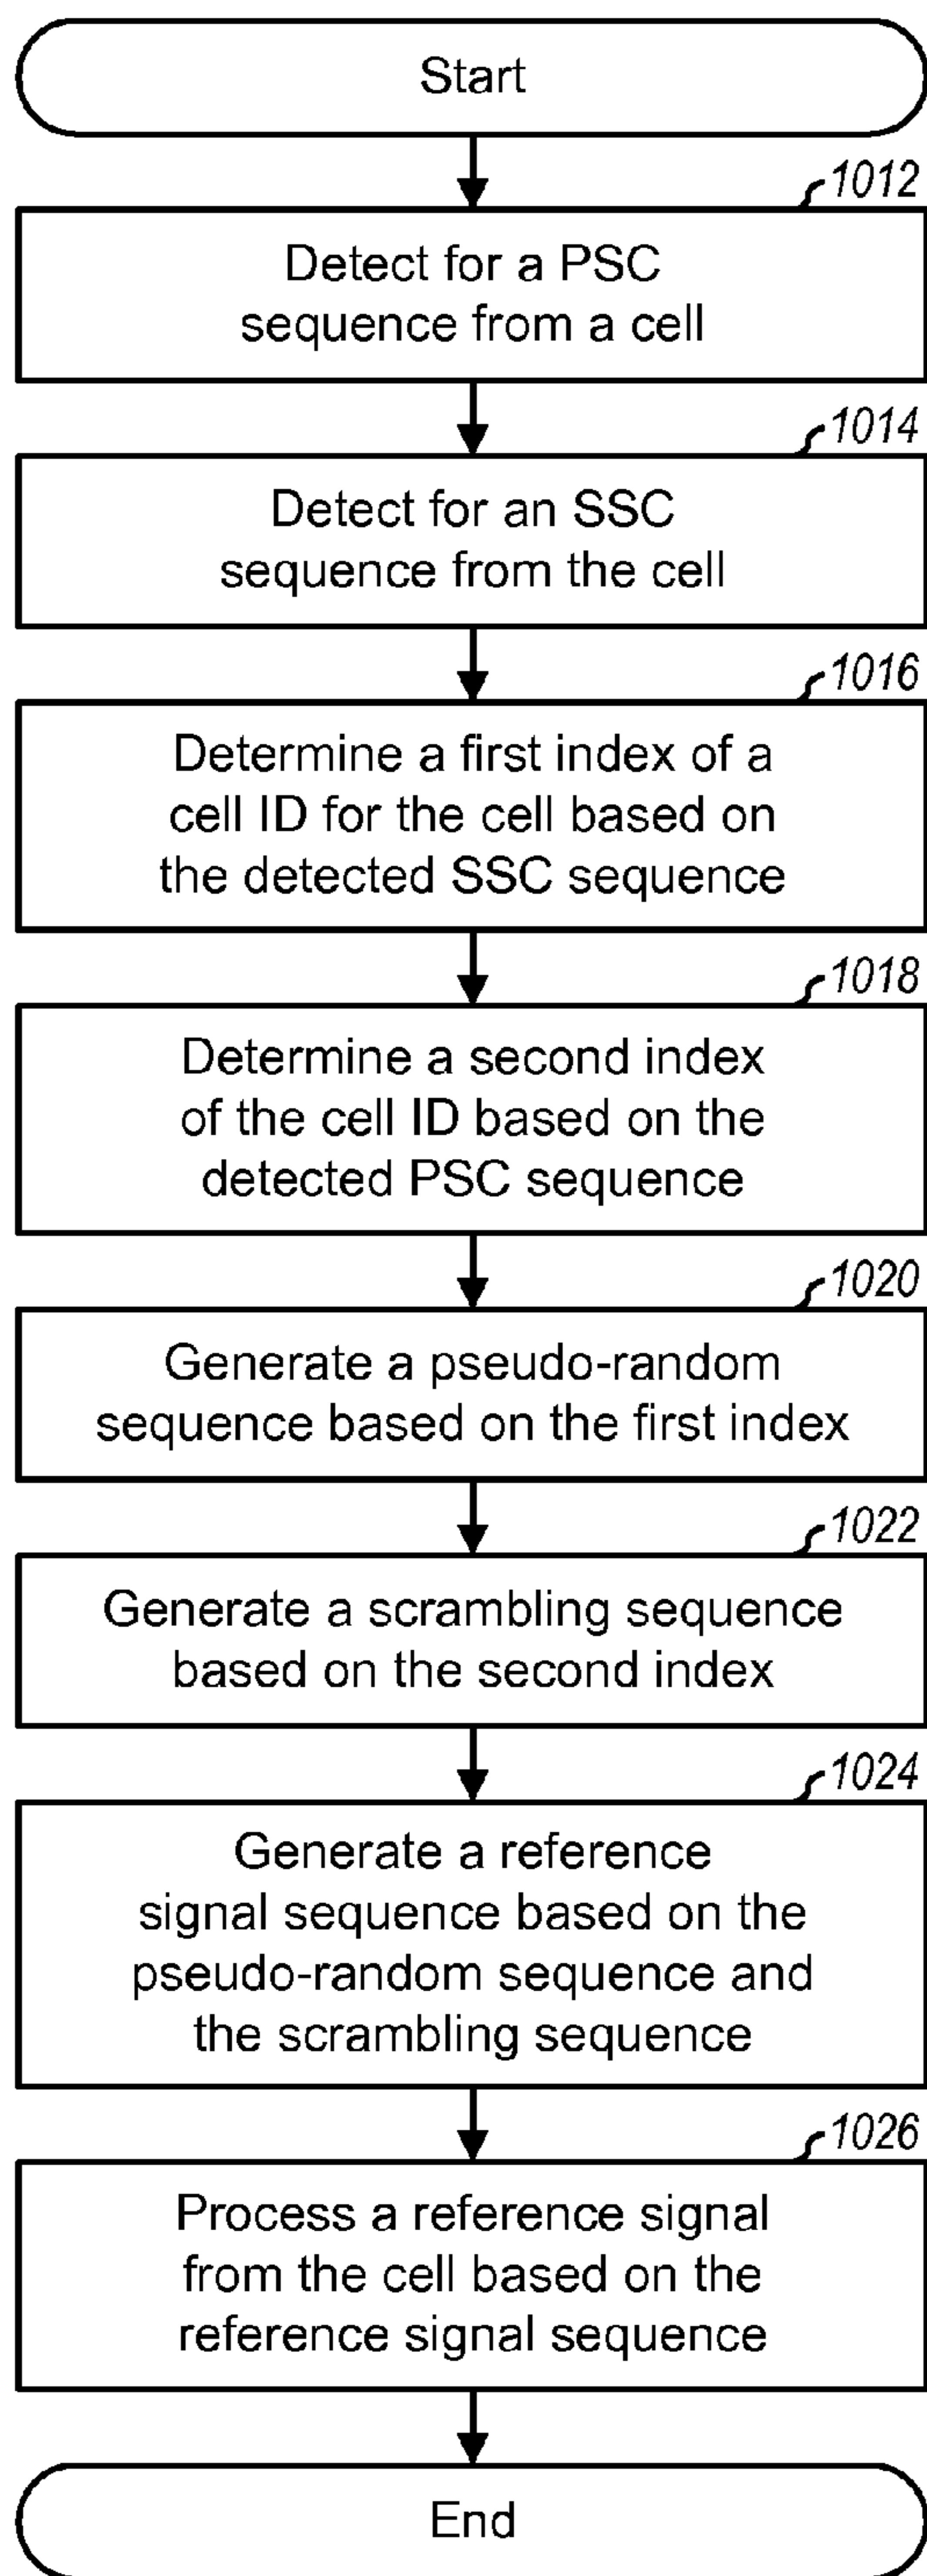 Start
1012
Detect for a PSC
sequence from a cell
1014
Detect for an SSC
sequence from the cell
1016
Determine a first index of a
cell ID for the cell based on
the detected SSC sequence
1018
Determine a second index
of the cell ID based on the
detected PSC sequence
1020
Generate a pseudo-random
sequence based on the first index
1022
Generate a scrambling sequence
based on the second index
1024
Generate a reference
signal sequence based on the
pseudo-random sequence and
the scrambling sequence
1026
Process a reference signal
from the cell based on the
reference signal sequence
End